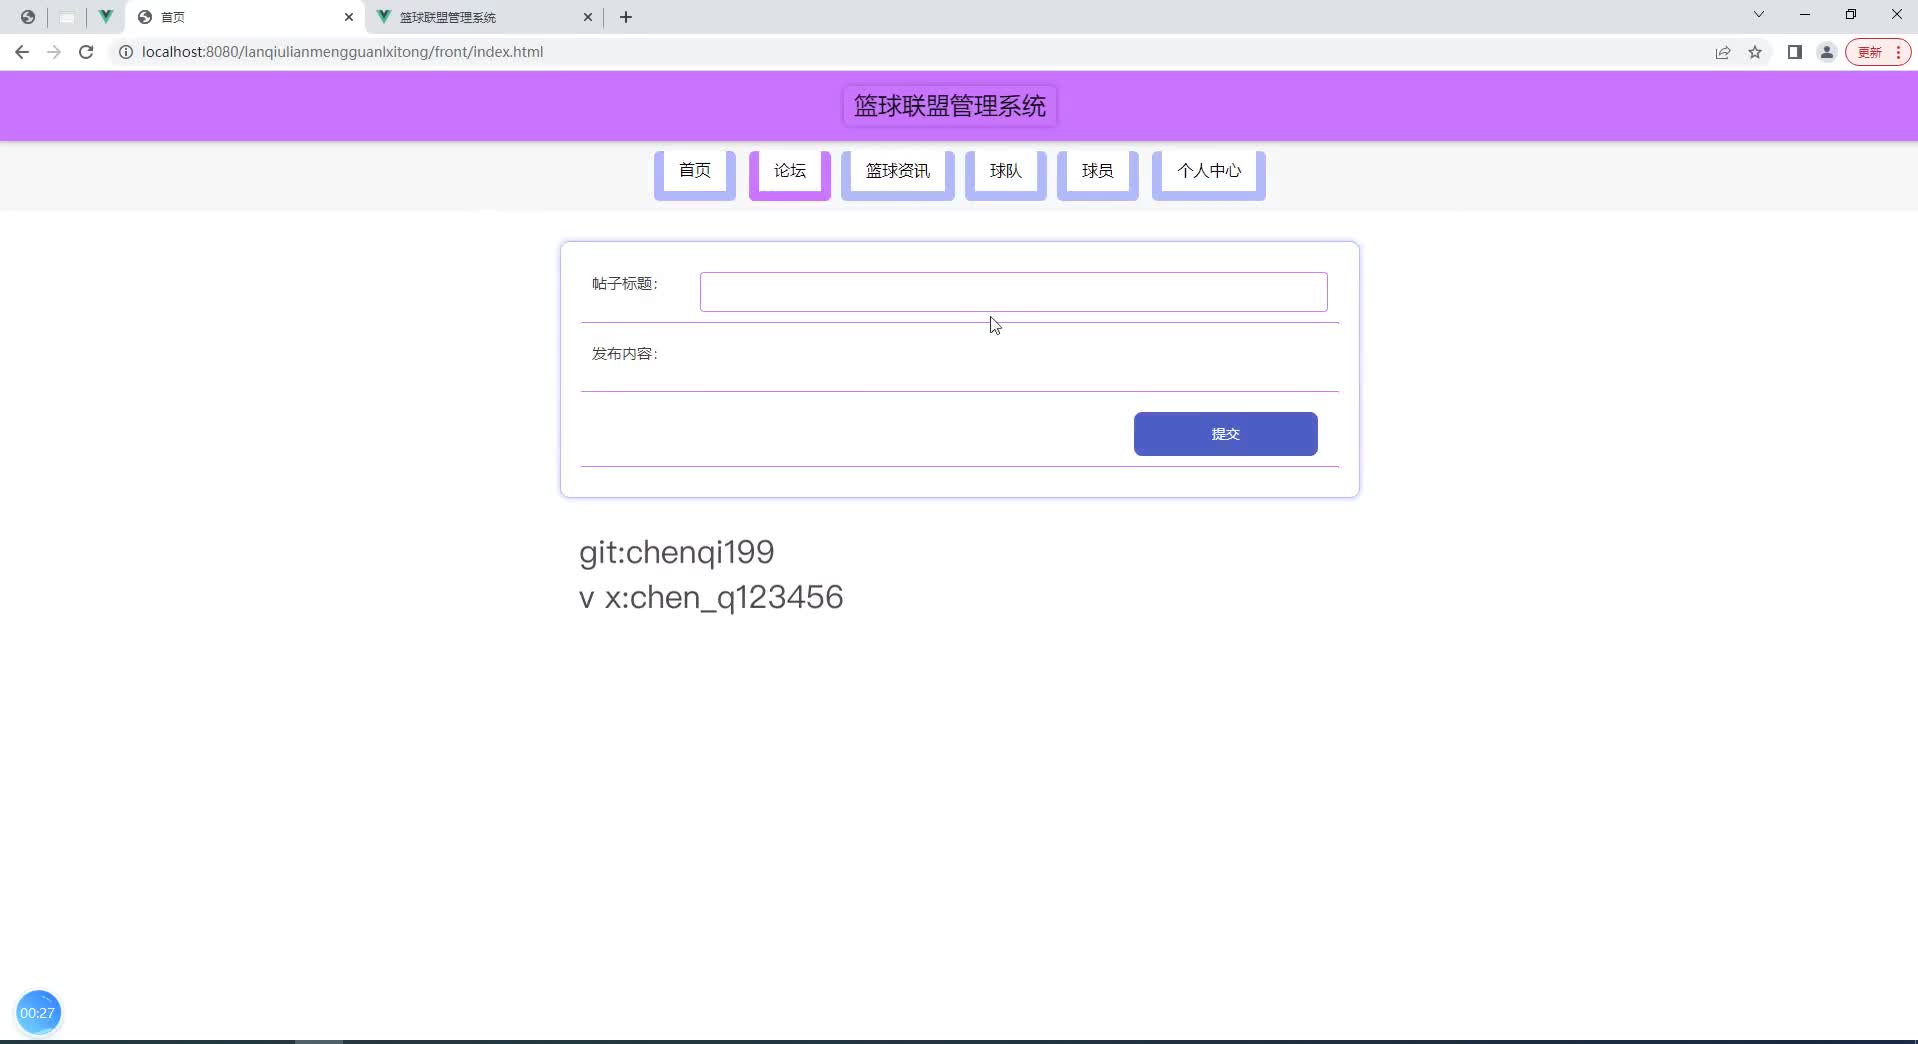 首页
篮球联盟管理系统
localhost:8080/lanqiulianmengguanlxitong/front/index.html
更新
篮球联盟管理系统
首页
论坛
篮球资讯
球队
球员
个人中心
帖子标题：
发布内容：
提交
git:chenqi199
v x:chen_q123456
00:27